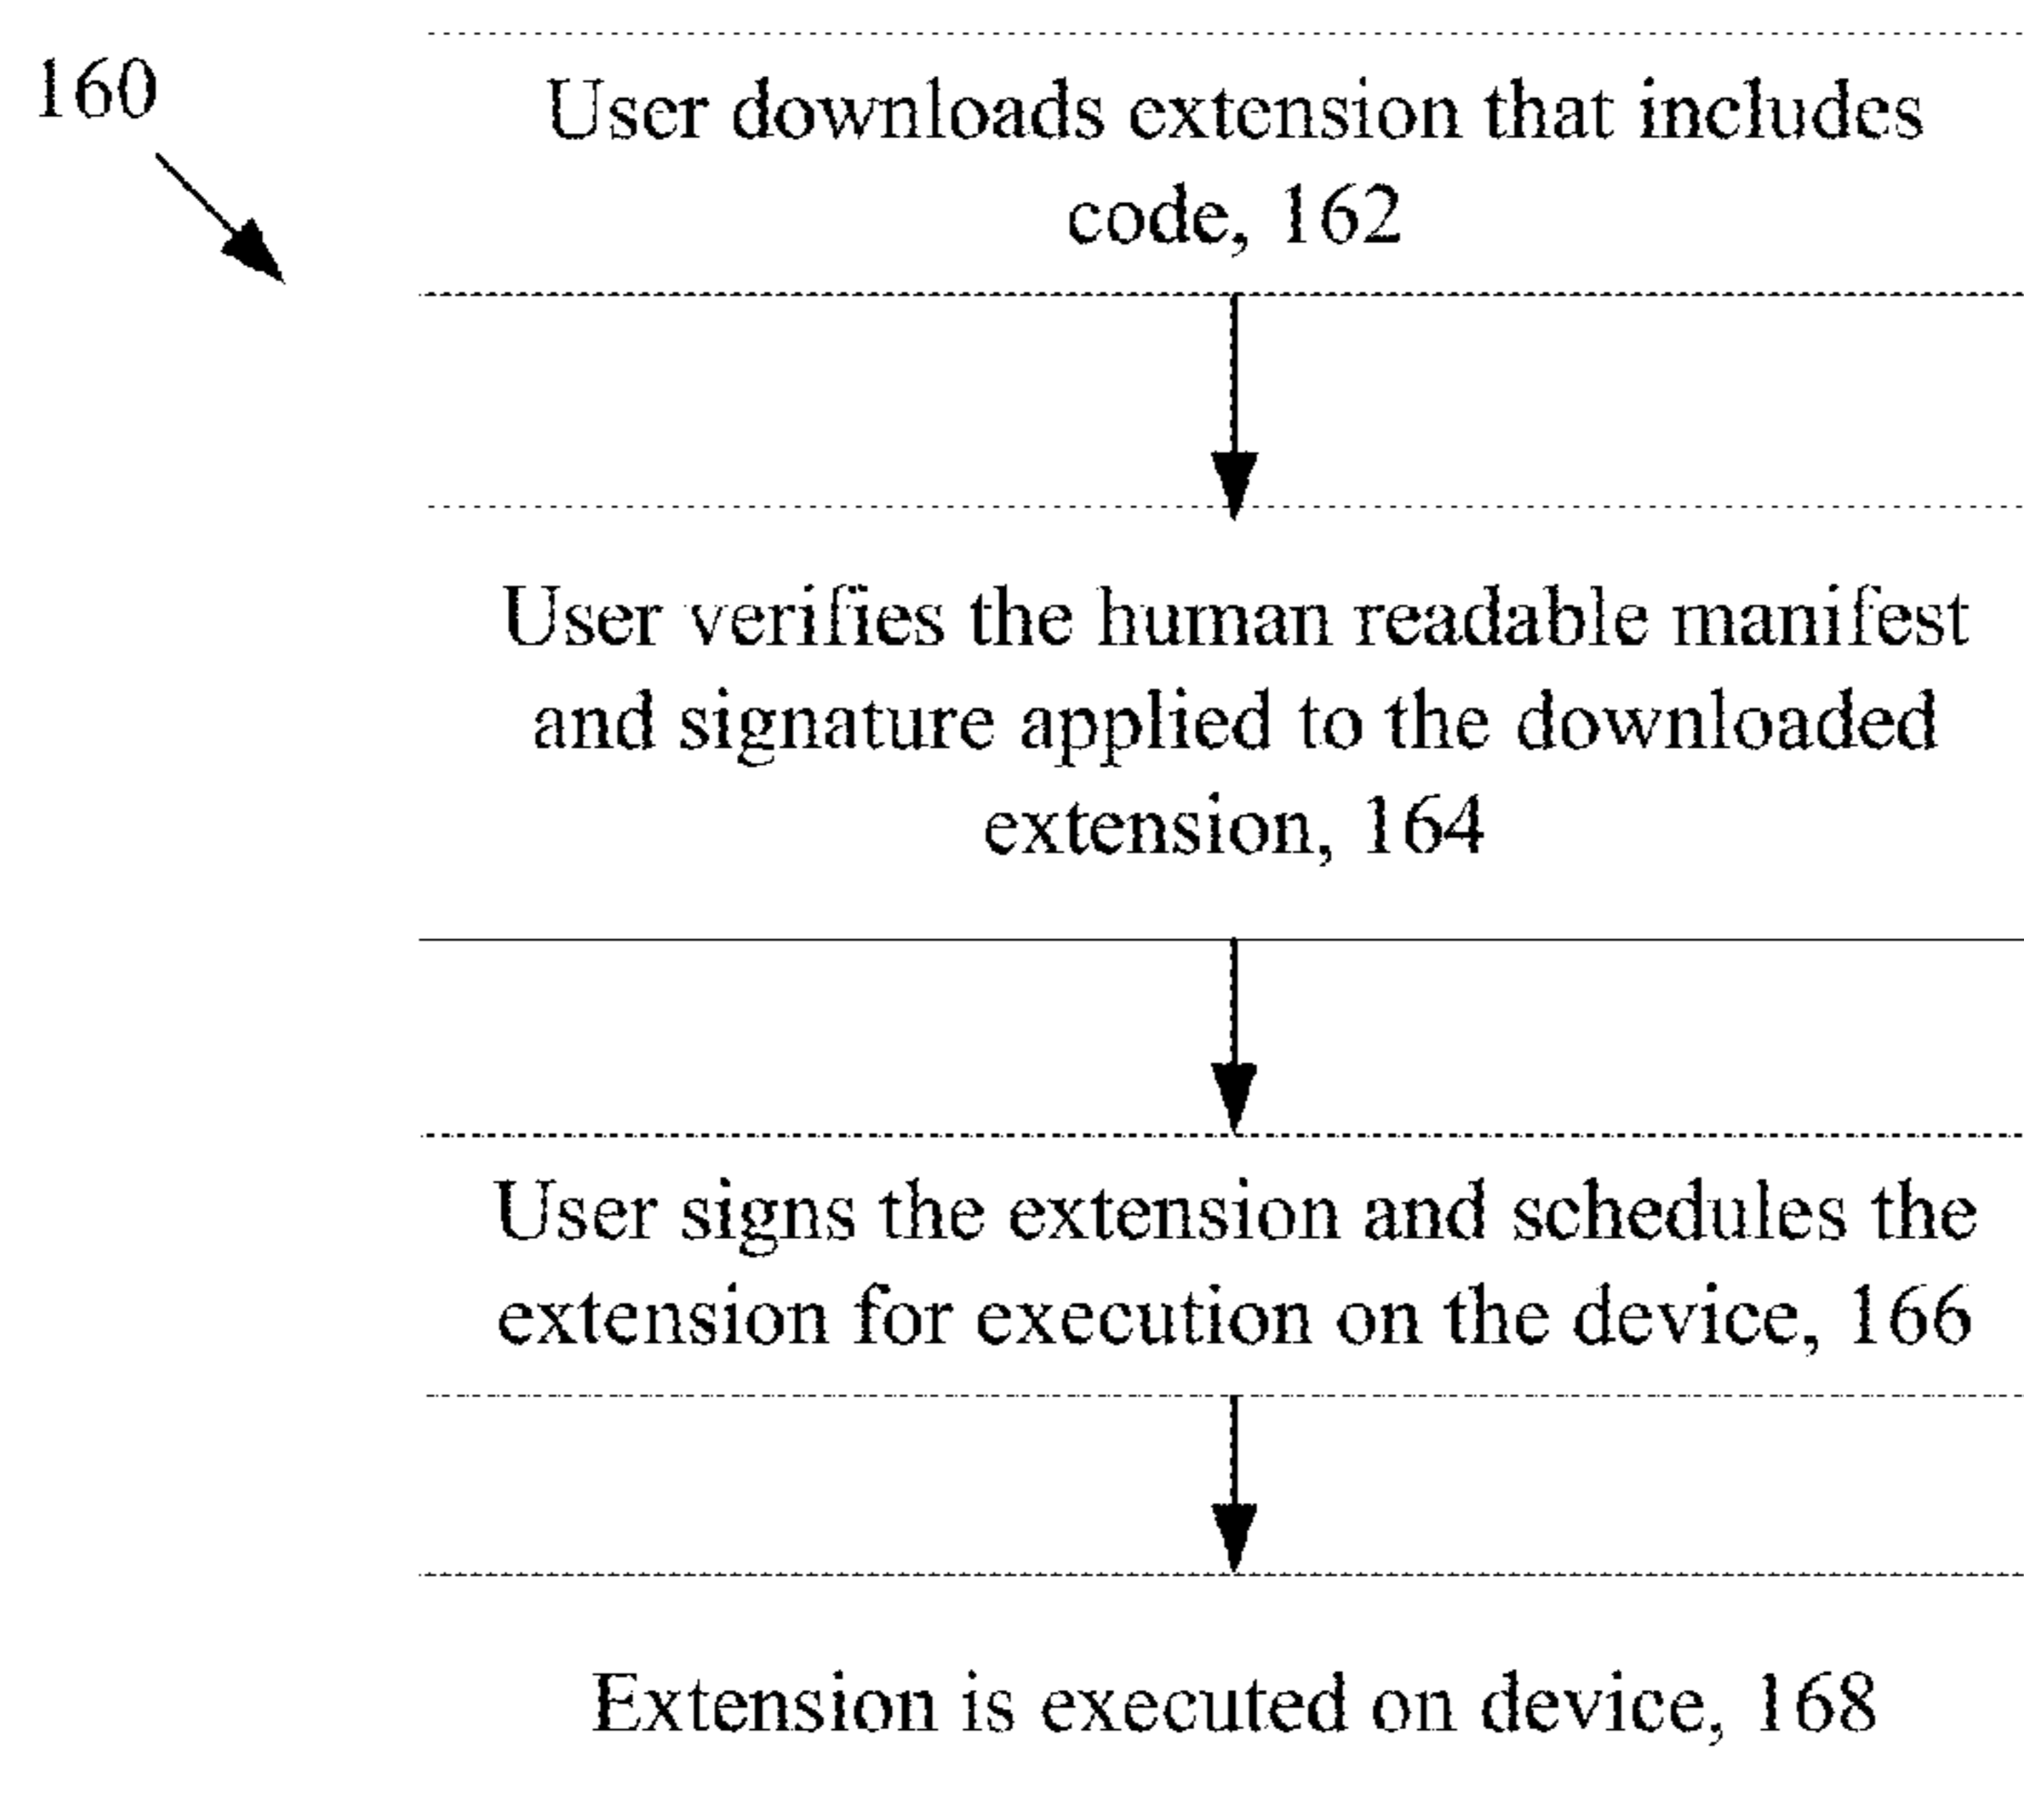 160
User downloads extension that includes
code, 162
User verifies the human readable manifest
and signature applied to the downloaded
extension, 164
User signs the extension and schedules the
extension for execution on the device, 166
Extension is executed on device, 168